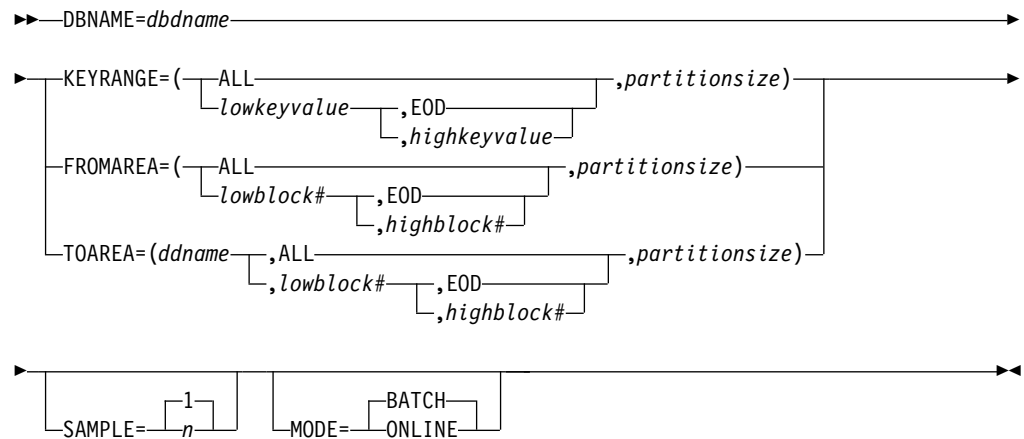 DBNAME=dbdname
KEYRANGE=( ALL ,partitionsize)
lowkeyvalue ,EOD
,highkeyvalue
FROMAREA=( ALL ,partitionsize)
lowblock# ,EOD
,highblock#
TOAREA=(ddname ,ALL ,partitionsize)
,lowblock# ,EOD
,highblock#
1 BATCH
SAMPLE= n MODE= ONLINE